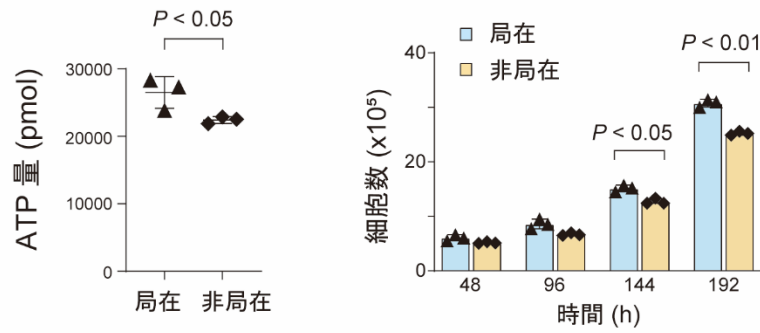 P < 0.05
ATP 量 (pmol)
30000
20000
10000
0
局在
非局在
局在
非局在
P < 0.01
P < 0.05
細胞数 (x10⁵)
40
20
0
48
96
144
192
時間 (h)